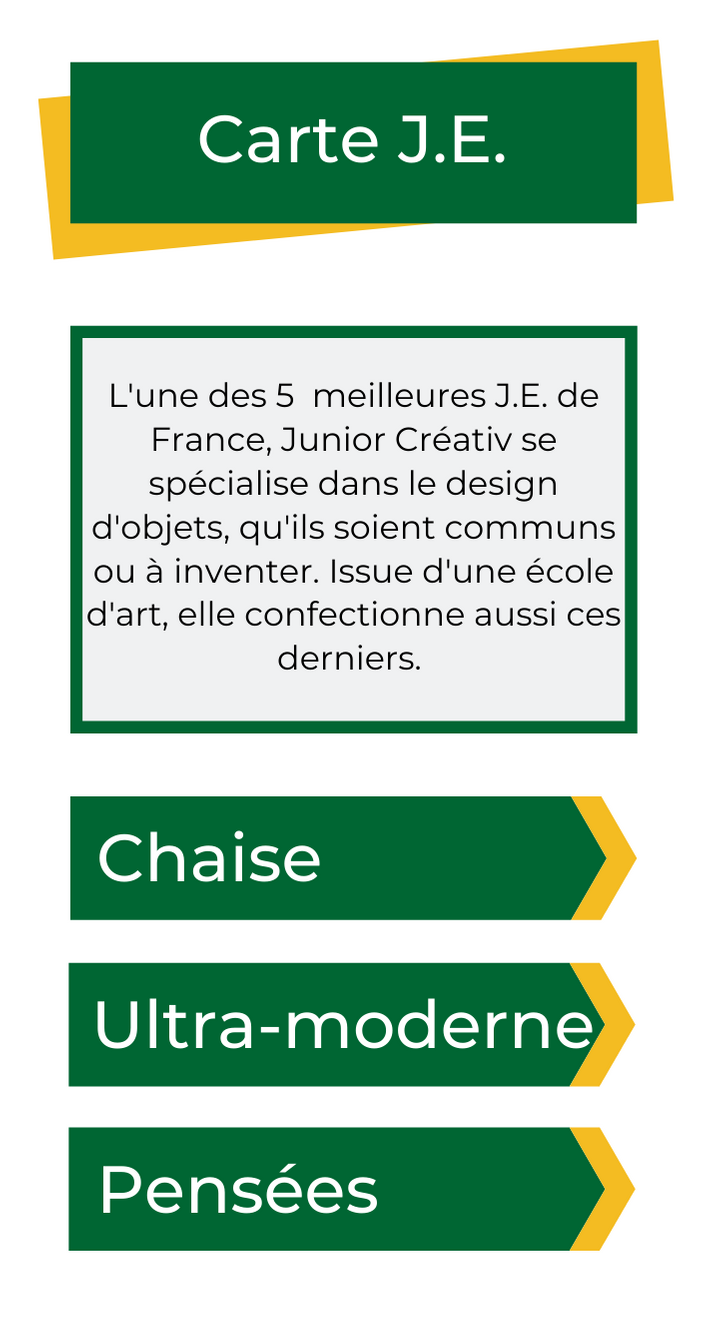 Carte J.E.
L'une des 5  meilleures J.E. de
France, Junior Créativ se
spécialise dans le design
d'objets, qu'ils soient communs
ou à inventer. Issue d'une école
d'art, elle confectionne aussi ces
derniers.
Chaise
Ultra-moderne
Pensées